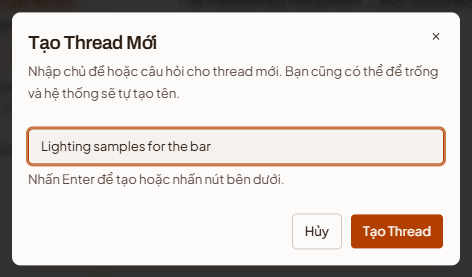 Tạo Thread Mới
×
Nhập chủ đề hoặc câu hỏi cho thread mới. Bạn cũng có thể để trống
và hệ thống sẽ tự tạo tên.
Lighting samples for the bar
Nhấn Enter để tạo hoặc nhấn nút bên dưới.
Hủy
Tạo Thread